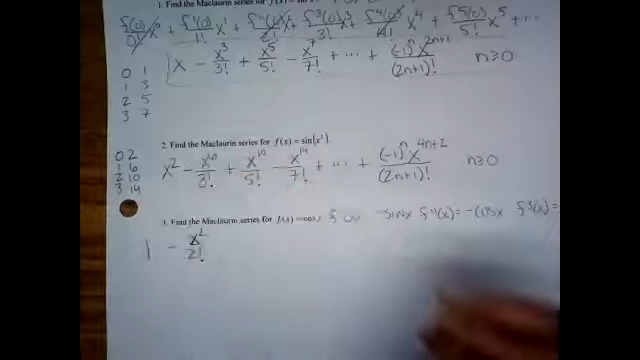 1. Find the Maclaurin series for f(x) = sin
f(0)/0! x⁰ + f'(0)/1! x¹ + f''(0)x²/2! + f³(0)x³/3! + f⁴(0)/4! x⁴ + f⁵(0)/5! x⁵ + ...
x - x³/3! + x⁵/5! - x⁷/7! + ... + (-1)ⁿx²ⁿ⁺¹/(2n+1)! n≥0
0 1
1 3
2 5
3 7
2. Find the Maclaurin series for f(x) = sin(x²).
x² - x⁶/3! + x¹⁰/5! - x¹⁴/7! + ... + (-1)ⁿx⁴ⁿ⁺²/(2n+1)! n≥0
0 2
1 6
2 10
3 14
3. Find the Maclaurin series for f(x) = cos -sinx f''(x)=-cosx f³(x)=
1 - x²/2!